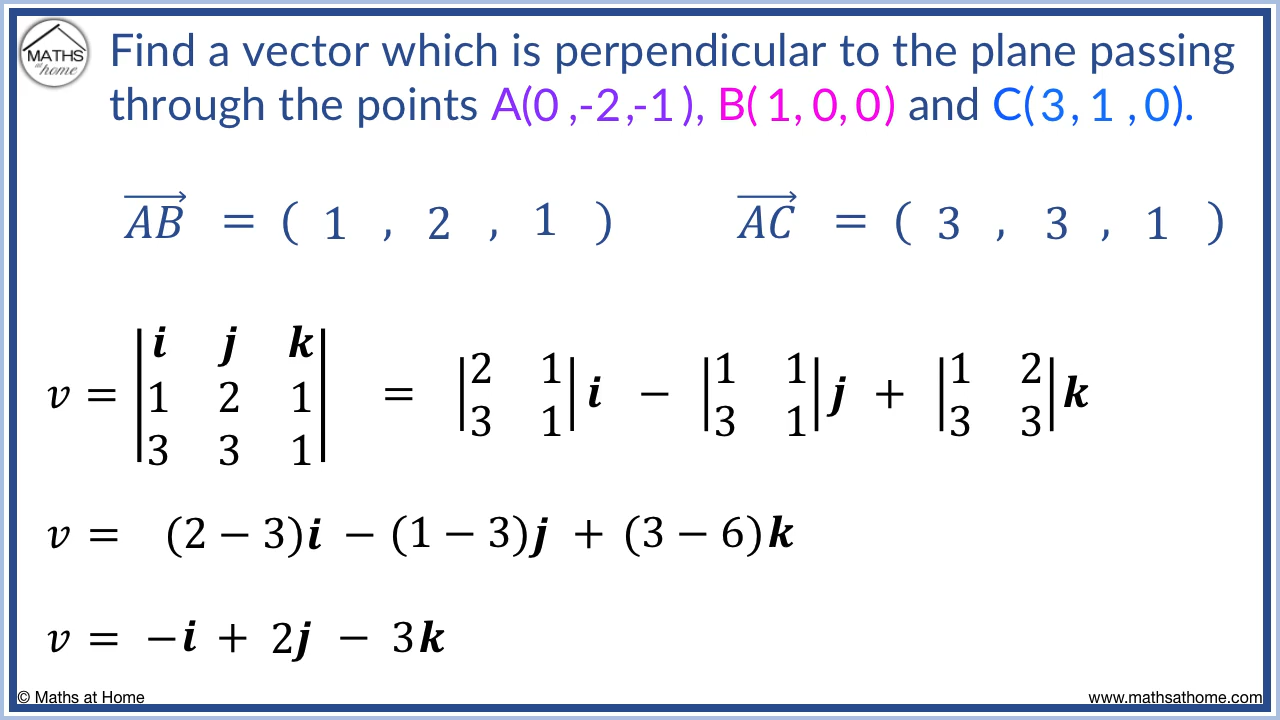 MATHS
at home
Find a vector which is perpendicular to the plane passing
through the points A(0 ,-2,-1), B(1, 0, 0) and C(3, 1 ,0).
AB→ = ( 1 , 2 , 1 ) AC→ = ( 3 , 3 , 1 )
v = |i j k; 1 2 1; 3 3 1| = |2 1; 3 1| i − |1 1; 3 1| j + |1 2; 3 3| k
v = (2 − 3)i − (1 − 3)j + (3 − 6)k
v = −i + 2j − 3k
© Maths at Home www.mathsathome.com